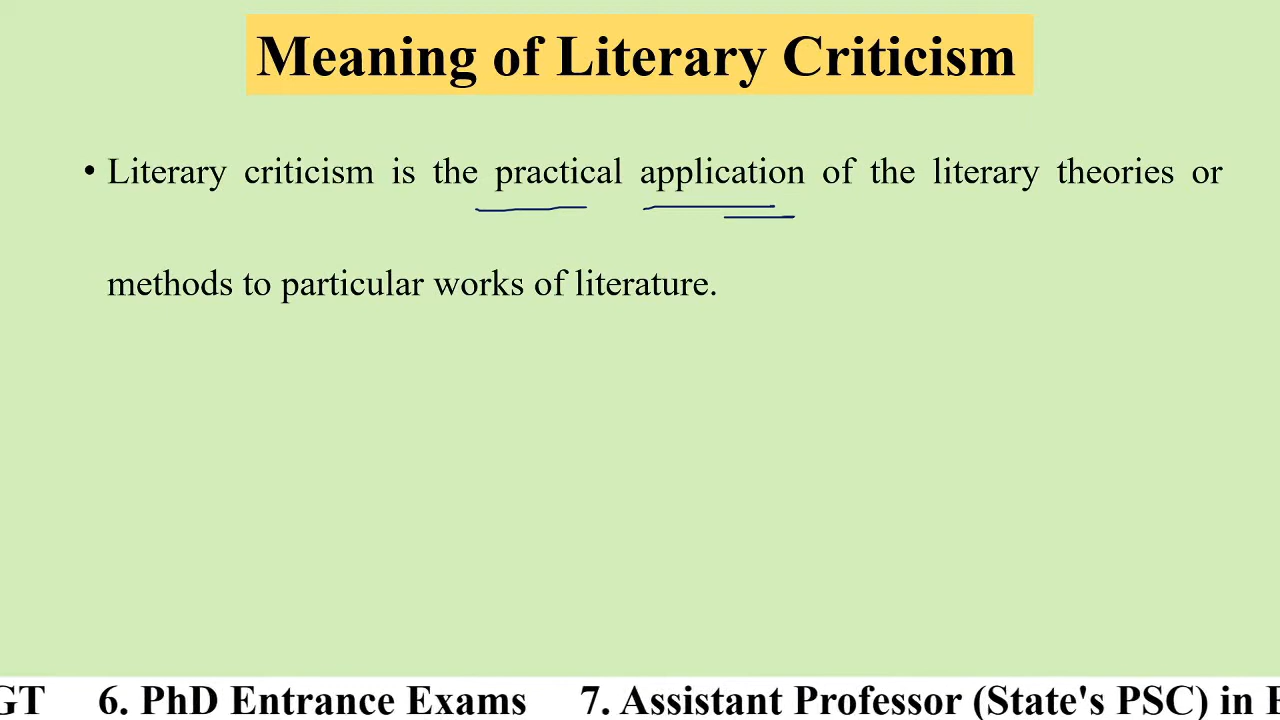 Meaning of Literary Criticism
• Literary criticism is the practical application of the literary theories or
methods to particular works of literature.
GT 6. PhD Entrance Exams 7. Assistant Professor (State's PSC) in